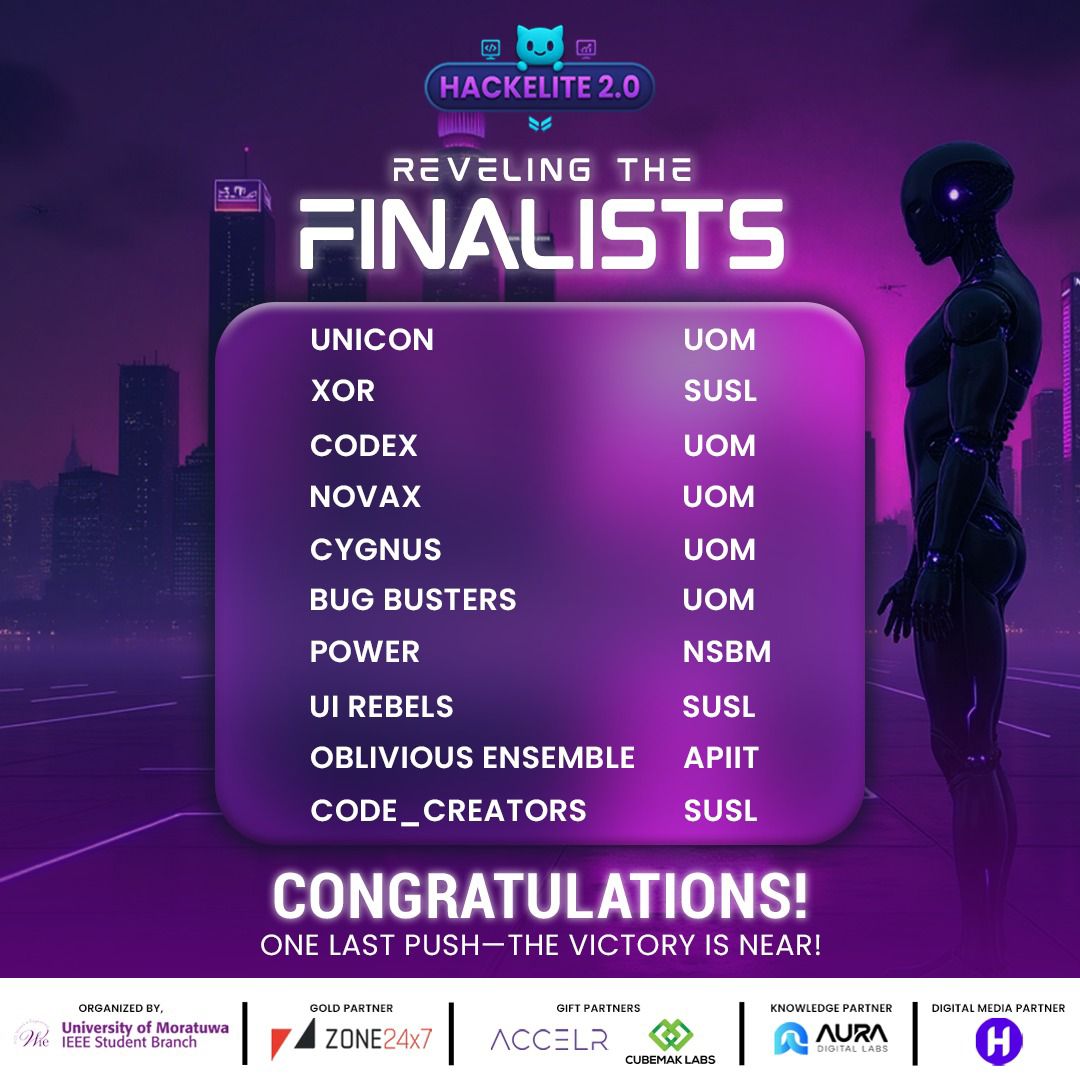 HACKELITE 2.0
REVELING THE
FINALISTS
UNICON UOM
XOR SUSL
CODEX UOM
NOVAX UOM
CYGNUS UOM
BUG BUSTERS UOM
POWER NSBM
UI REBELS SUSL
OBLIVIOUS ENSEMBLE APIIT
CODE_CREATORS SUSL
CONGRATULATIONS!
ONE LAST PUSH—THE VICTORY IS NEAR!
ORGANIZED BY,
University of Moratuwa
IEEE Student Branch
GOLD PARTNER
ZONE24x7
GIFT PARTNERS
ACCELR
CUBEMAK LABS
KNOWLEDGE PARTNER
AURA
DIGITAL LABS
DIGITAL MEDIA PARTNER
H